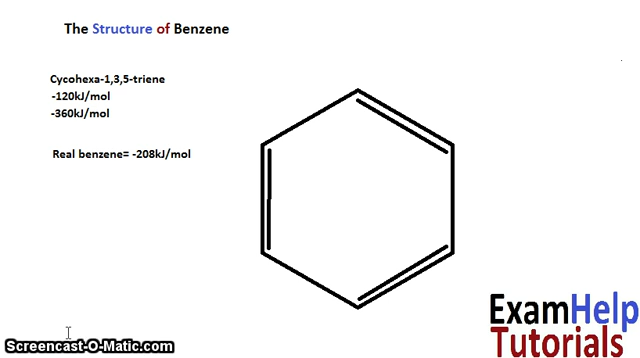 The Structure of Benzene
Cycohexa-1,3,5-triene
-120kJ/mol
-360kJ/mol
Real benzene= -208kJ/mol
ExamHelp
Tutorials
Screencast-O-Matic.com